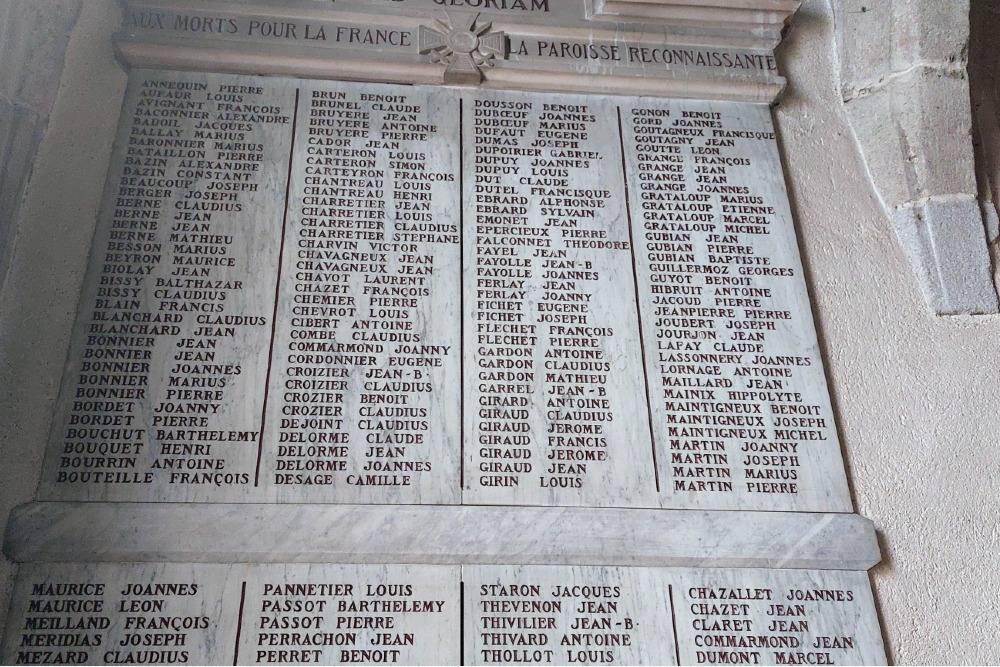 GLORIAM
AUX MORTS POUR LA FRANCE LA PAROISSE RECONNAISSANTE
ANNEQUIN PIERRE
AUFAUR LOUIS
AVIGNANT FRANÇOIS
BACONNIER ALEXANDRE
BADOIL JACQUES
BALLAY MARIUS
BARONNIER MARIUS
BATAILLON PIERRE
BAZIN ALEXANDRE
BAZIN CONSTANT
BEAUCOUP JOSEPH
BERGER JOSEPH
BERNE CLAUDIUS
BERNE JEAN
BERNE JEAN
BERNE MATHIEU
BESSON MARIUS
BEYRON MAURICE
BIOLAY JEAN
BISSY BALTHAZAR
BISSY CLAUDIUS
BLAIN FRANCIS
BLANCHARD CLAUDIUS
BLANCHARD JEAN
BONNIER JEAN
BONNIER JEAN
BONNIER JOANNES
BONNIER MARIUS
BONNIER PIERRE
BORDET JOANNY
BORDET PIERRE
BOUCHUT BARTHELEMY
BOUQUET HENRI
BOURRIN ANTOINE
BOUTEILLE FRANÇOIS
BRUN BENOIT
BRUNEL CLAUDE
BRUYERE JEAN
BRUYERE ANTOINE
BRUYERE PIERRE
CADOR JEAN
CARTERON LOUIS
CARTERON SIMON
CARTEYRON FRANÇOIS
CHANTREAU LOUIS
CHANTREAU HENRI
CHARRETIER JEAN
CHARRETIER LOUIS
CHARRETIER CLAUDIUS
CHARRETIER STEPHANE
CHARVIN VICTOR
CHAVAGNEUX JEAN
CHAVAGNEUX JEAN
CHAVOT LAURENT
CHAZET FRANÇOIS
CHEMIER PIERRE
CHEVROT LOUIS
CIBERT ANTOINE
COMBE CLAUDIUS
COMMARMOND JOANNY
CORDONNIER EUGENE
CROIZIER JEAN-B-
CROIZIER CLAUDIUS
CROZIER BENOIT
CROZIER CLAUDIUS
DEJOINT CLAUDIUS
DELORME CLAUDE
DELORME JEAN
DELORME JOANNES
DESAGE CAMILLE
DOUSSON BENOIT
DUBŒUF JOANNES
DUBŒUF MARIUS
DUFAUT EUGENE
DUMAS JOSEPH
DUPOIRIER GABRIEL
DUPUY JOANNES
DUPUY LOUIS
DUT CLAUDE
DUTEL FRANCISQUE
EBRARD ALPHONSE
EBRARD SYLVAIN
EMONET JEAN
EPERCIEUX PIERRE
FALCONNET THEODORE
FAYEL JEAN
FAYOLLE JEAN-B
FAYOLLE JOANNES
FERLAY JEAN
FERLAY JOANNY
FICHET EUGENE
FICHET JOSEPH
FLECHET FRANÇOIS
FLECHET PIERRE
GARDON ANTOINE
GARDON CLAUDIUS
GARDON MATHIEU
GARREL JEAN-B
GIRARD ANTOINE
GIRAUD CLAUDIUS
GIRAUD JEROME
GIRAUD FRANCIS
GIRAUD JEROME
GIRAUD JEAN
GIRIN LOUIS
GONON BENOIT
GORD JOANNES
GOUTAGNEUX FRANCISQUE
GOUTAGNY JEAN
GOUTTE LEON
GRANGE FRANÇOIS
GRANGE JEAN
GRANGE JOANNES
GRATALOUP MARIUS
GRATALOUP ETIENNE
GRATALOUP MARCEL
GRATALOUP MICHEL
GUBIAN JEAN
GUBIAN PIERRE
GUBIAN BAPTISTE
GUILLERMOZ GEORGES
GUYOT BENOIT
HIBRUIT ANTOINE
JACOUD PIERRE
JEANPIERRE PIERRE
JOUBERT JOSEPH
JOURJON JEAN
LAFAY CLAUDE
LASSONNERY JOANNES
LORNAGE ANTOINE
MAILLARD JEAN
MAINIX HIPPOLYTE
MAINTIGNEUX BENOIT
MAINTIGNEUX JOSEPH
MAINTIGNEUX MICHEL
MARTIN JOANNY
MARTIN JOSEPH
MARTIN MARIUS
MARTIN PIERRE
MAURICE JOANNES
MAURICE LEON
MEILLAND FRANÇOIS
MERIDIAS JOSEPH
MEZARD CLAUDIUS
PANNETIER LOUIS
PASSOT BARTHELEMY
PASSOT PIERRE
PERRACHON JEAN
PERRET BENOIT
STARON JACQUES
THEVENON JEAN
THIVILIER JEAN-B-
THIVARD ANTOINE
THOLLOT LOUIS
CHAZALLET JOANNES
CHAZET JEAN
CLARET JEAN
COMMARMOND JEAN
DUMONT MARCEL